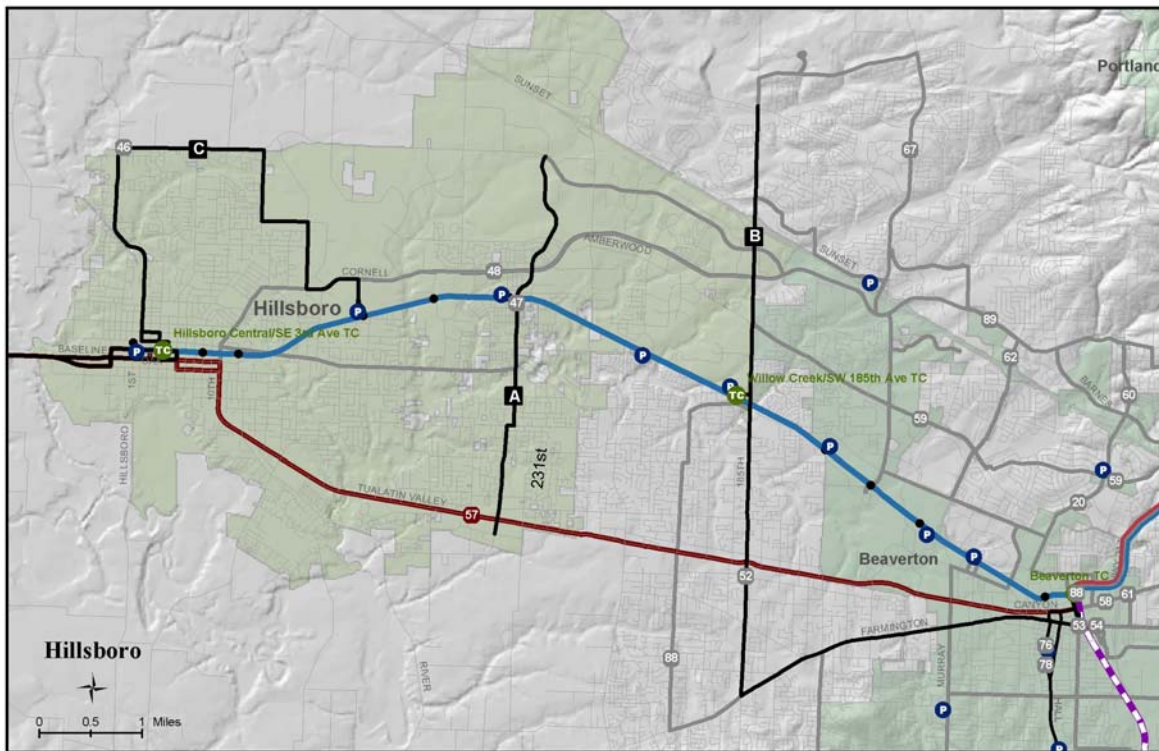 Portland
SUNSET
46
C
67
B
SUNSET
AMBERWOOD
CORNELL
48
P
P
47
Hillsboro
P
89
Hillsboro Central/SE 3rd Ave TC
BASELINE
P
TC
62
P
P
Willow Creek/SW 185th Ave TC
TC
BARNES
60
1ST
10TH
A
59
P
HILLSBORO
231st
185TH
P
59
20
TUALATIN VALLEY
57
P
Beaverton
P
52
Beaverton TC
88
58
61
CANYON
FARMINGTON
53
54
76
78
88
MURRAY
HALL
RIVER
P
P
Hillsboro
0 0.5 1 Miles